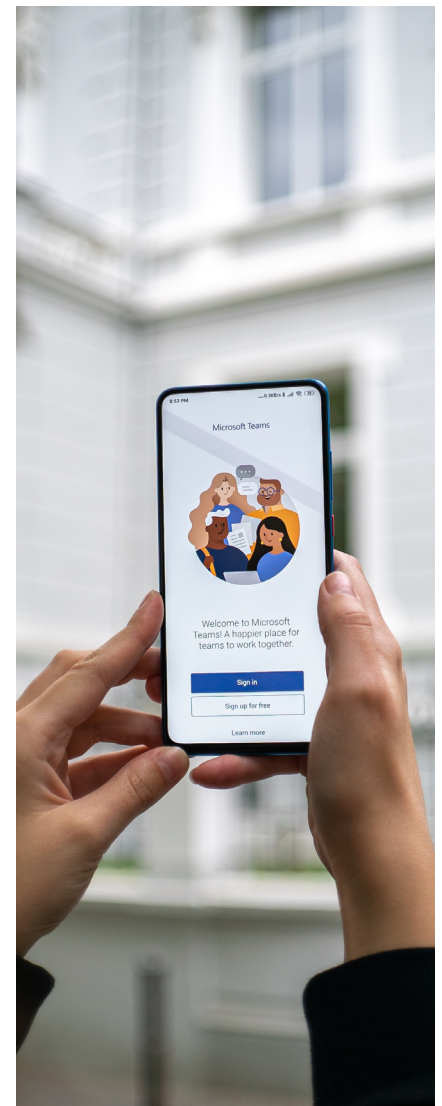 8:53 PM
Microsoft Teams
Welcome to Microsoft
Teams! A happier place for
teams to work together.
Sign in
Sign up for free
Learn more